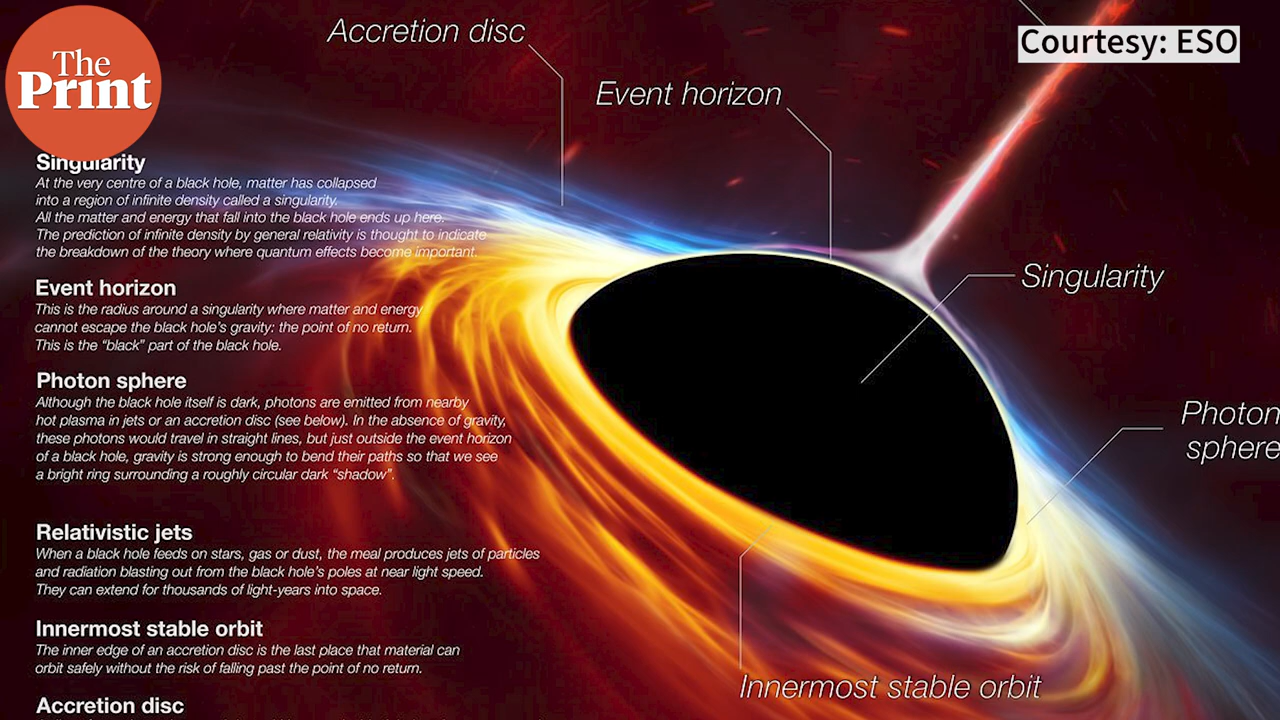 The
Print
Courtesy: ESO
Accretion disc
Event horizon
Singularity
Photon
sphere
Innermost stable orbit
Singularity
At the very centre of a black hole, matter has collapsed
into a region of infinite density called a singularity.
All the matter and energy that fall into the black hole ends up here.
The prediction of infinite density by general relativity is thought to indicate
the breakdown of the theory where quantum effects become important.
Event horizon
This is the radius around a singularity where matter and energy
cannot escape the black hole's gravity: the point of no return.
This is the “black” part of the black hole.
Photon sphere
Although the black hole itself is dark, photons are emitted from nearby
hot plasma in jets or an accretion disc (see below). In the absence of gravity,
these photons would travel in straight lines, but just outside the event horizon
of a black hole, gravity is strong enough to bend their paths so that we see
a bright ring surrounding a roughly circular dark “shadow”.
Relativistic jets
When a black hole feeds on stars, gas or dust, the meal produces jets of particles
and radiation blasting out from the black hole's poles at near light speed.
They can extend for thousands of light-years into space.
Innermost stable orbit
The inner edge of an accretion disc is the last place that material can
orbit safely without the risk of falling past the point of no return.
Accretion disc